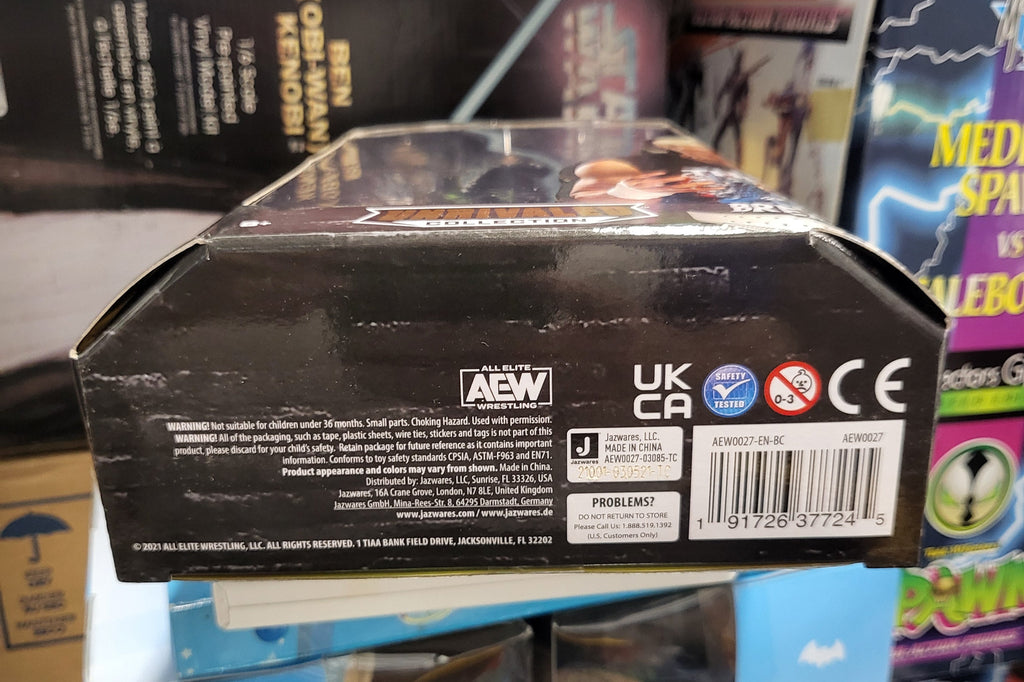 BEN
OBI-WAN
KENOBI
1/6 Scale
Pre-painted
Vinyl Model Kit
UNRIVALED
COLLECTION
BR
MED
SPA
VS
ALEBO
ALL ELITE
AEW
WRESTLING
WARNING! Not suitable for children under 36 months. Small parts. Choking Hazard. Used with permission.
WARNING! All of the packaging, such as tape, plastic sheets, wire ties, stickers and tags is not part of this
product, please discard for your child's safety. Retain package for future reference as it contains important
information. Conforms to toy safety standards CPSIA, ASTM-F963 and EN71.
Product appearance and colors may vary from shown. Made in China.
Distributed by: Jazwares, LLC, Sunrise, FL 33326, USA
Jazwares, 16A Crane Grove, London, N7 8LE, United Kingdom
Jazwares GmbH, Mina-Rees-Str. 8, 64295 Darmstadt, Germany
www.jazwares.com / www.jazwares.de
© 2021 ALL ELITE WRESTLING, LLC. ALL RIGHTS RESERVED. 1 TIAA BANK FIELD DRIVE, JACKSONVILLE, FL 32202
UK
CA
SAFETY
TESTED
0-3
CE
J
Jazwares
Jazwares, LLC.
MADE IN CHINA
AEW0027-03085-TC
21001-030521-TC
PROBLEMS?
DO NOT RETURN TO STORE
Please Call Us: 1.888.519.1392
(U.S. Customers Only)
AEW0027-EN-BC AEW0027
1 91726 37724 5
PAWN